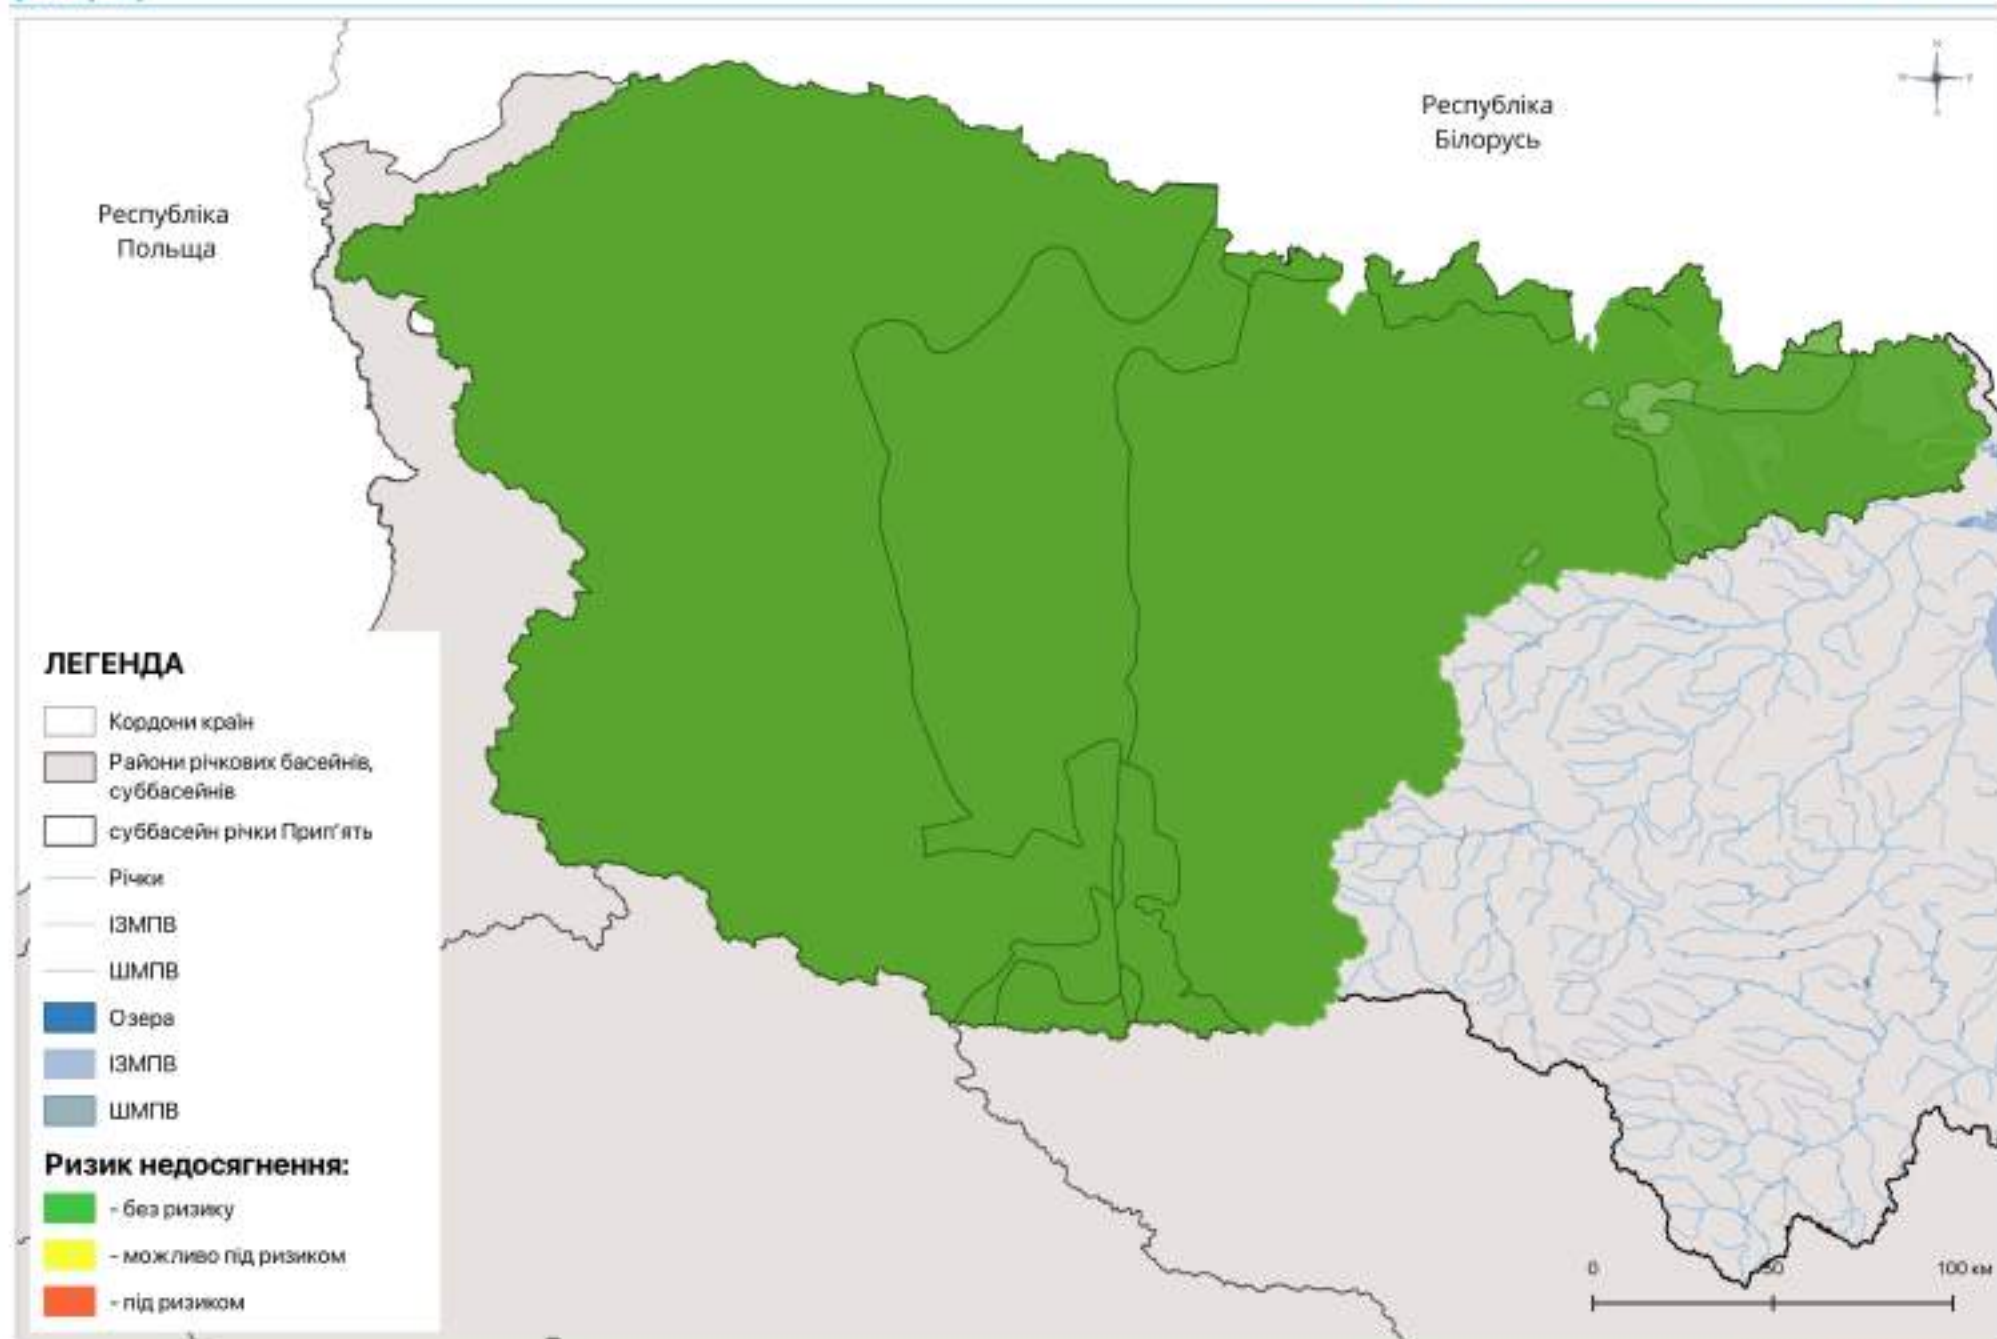 Республіка
Білорусь
Республіка
Польща
ЛЕГЕНДА
Кордони країн
Райони річкових басейнів,
суббасейнів
суббасейн річки Прип'ять
Річки
ІЗМПВ
ШМПВ
Озера
ІЗМПВ
ШМПВ
Ризик недосягнення:
- без ризику
- можливо під ризиком
- під ризиком
0 50 100 км